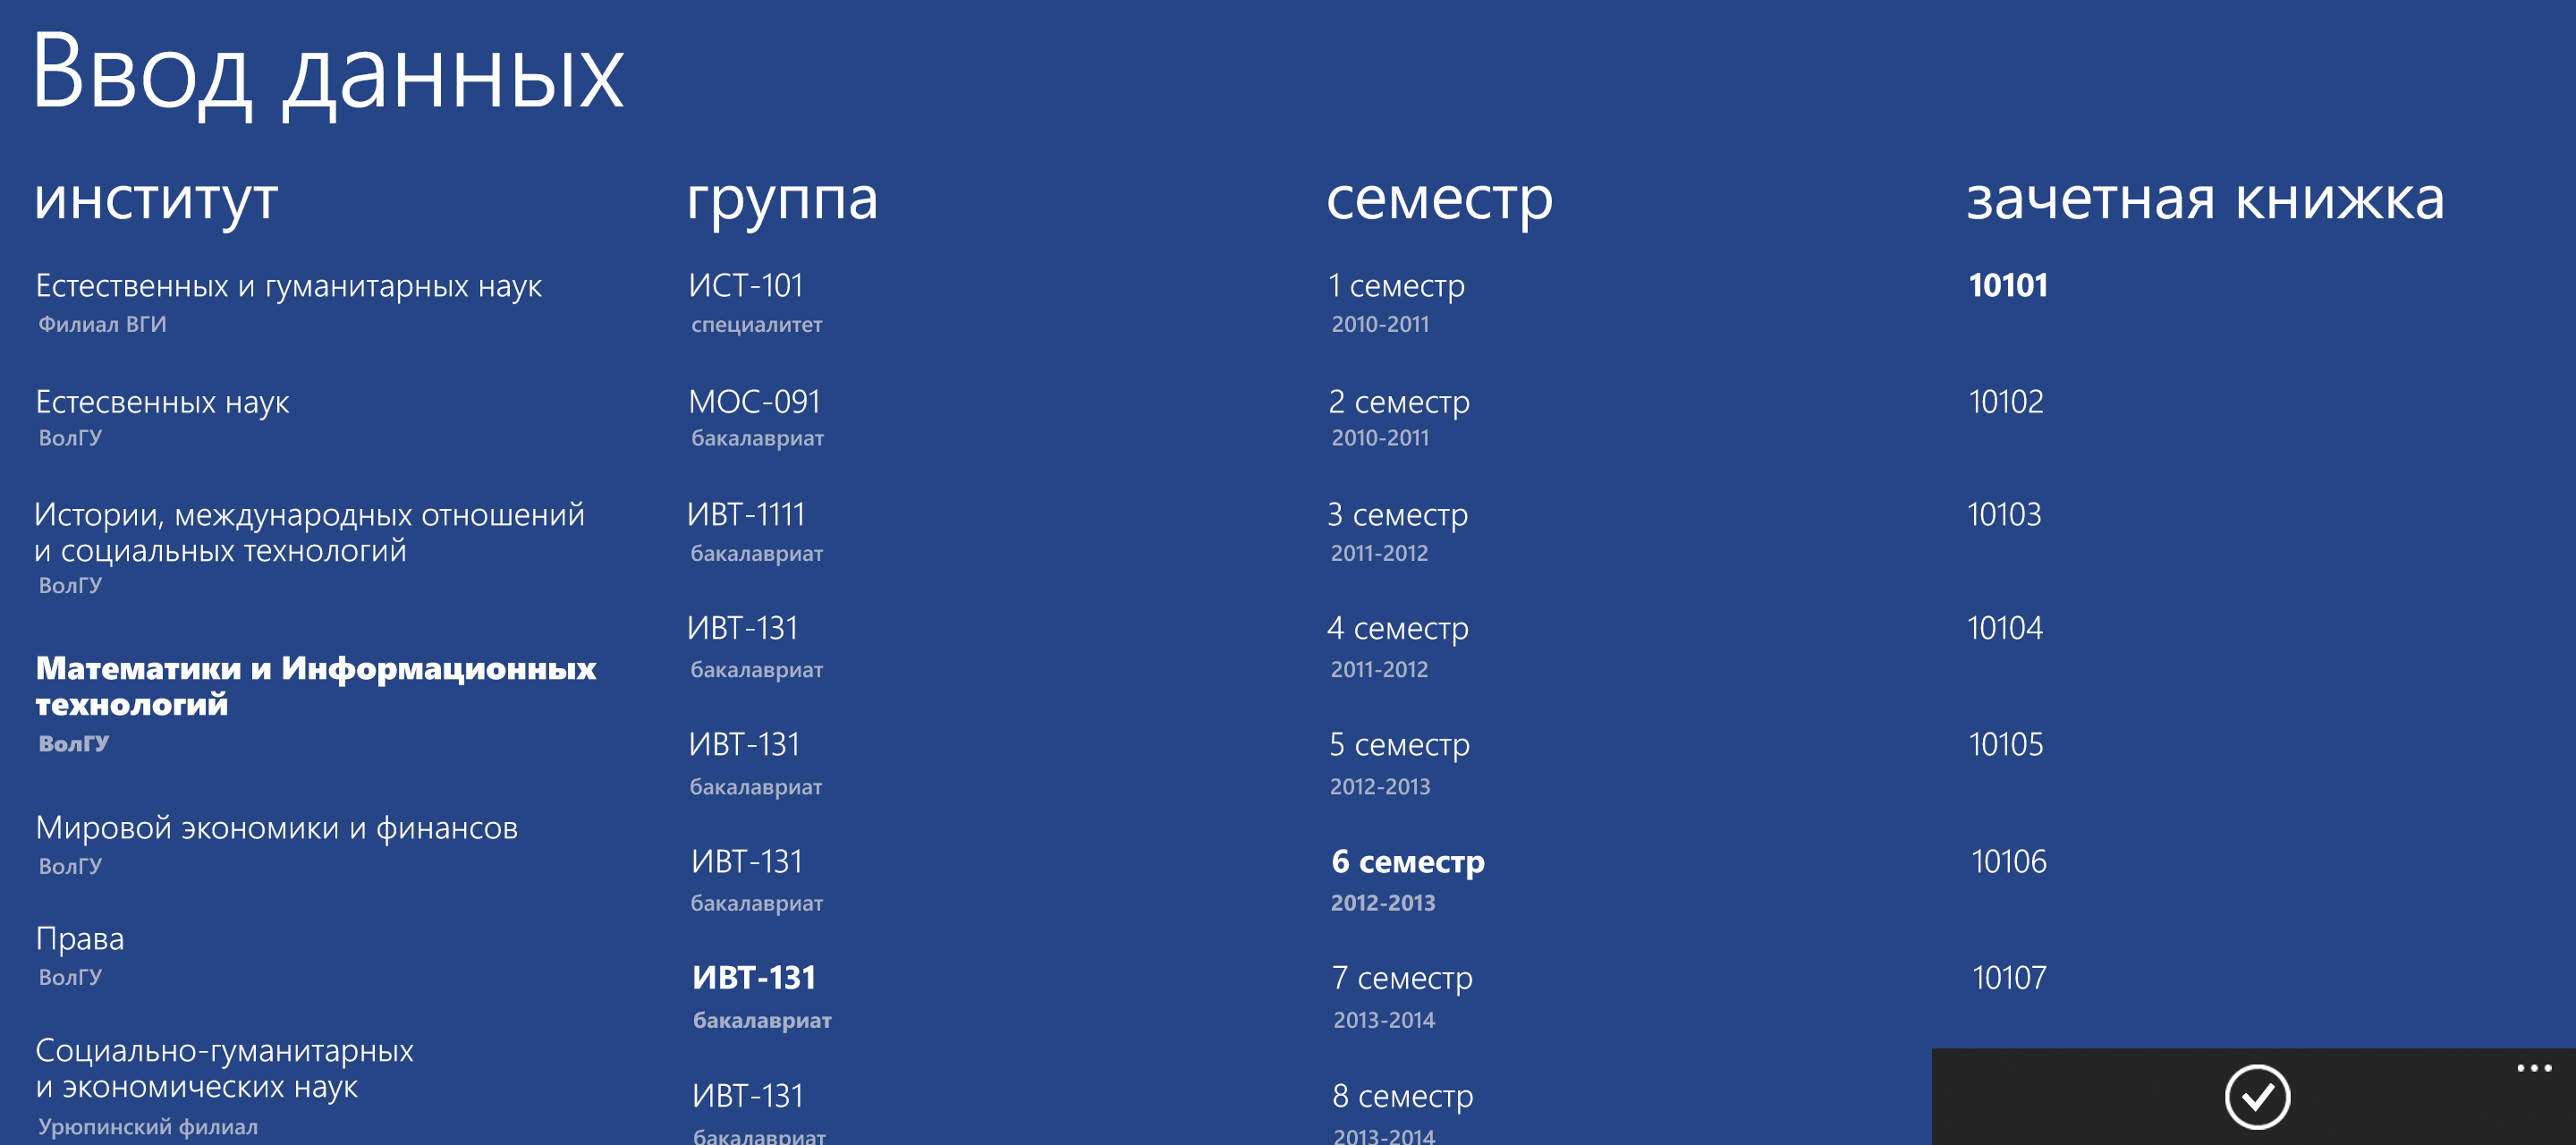 Ввод данных
институт
Естественных и гуманитарных наук
Филиал ВГИ
Естесвенных наук
ВолГУ
Истории, международных отношений
и социальных технологий
ВолГУ
Математики и Информационных
технологий
ВолГУ
Мировой экономики и финансов
ВолГУ
Права
ВолГУ
Социально-гуманитарных
и экономических наук
Урюпинский филиал
группа
ИСТ-101
специалитет
МОС-091
бакалавриат
ИВТ-1111
бакалавриат
ИВТ-131
бакалавриат
ИВТ-131
бакалавриат
ИВТ-131
бакалавриат
ИВТ-131
бакалавриат
ИВТ-131
бакалавриат
семестр
1 семестр
2010-2011
2 семестр
2010-2011
3 семестр
2011-2012
4 семестр
2011-2012
5 семестр
2012-2013
6 семестр
2012-2013
7 семестр
2013-2014
8 семестр
2013-2014
зачетная книжка
10101
10102
10103
10104
10105
10106
10107